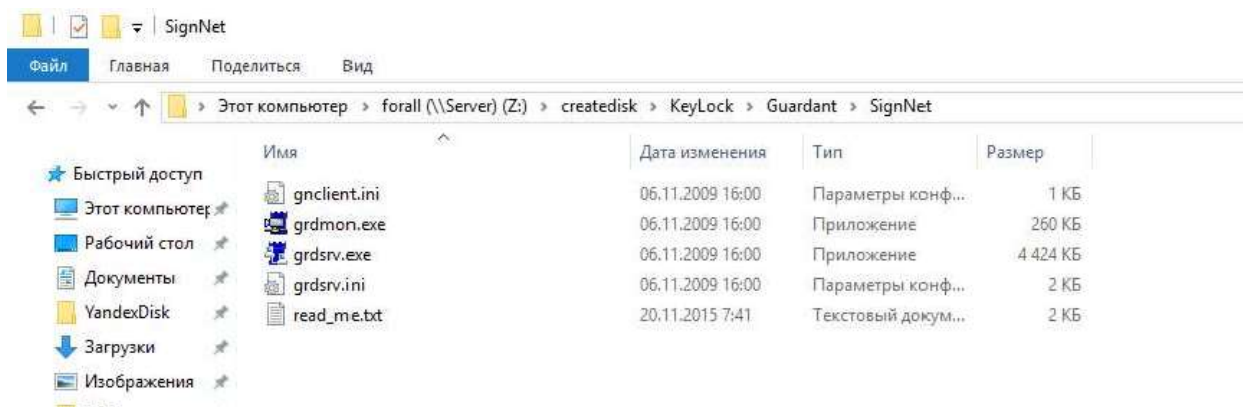 SignNet
Файл Главная Поделиться Вид
Этот компьютер > forall (\\Server) (Z:) > createdisk > KeyLock > Guardant > SignNet
Имя Дата изменения Тип Размер
Быстрый доступ
Этот компьютер
Рабочий стол
Документы
YandexDisk
Загрузки
Изображения
gnclient.ini 06.11.2009 16:00 Параметры конф... 1 КБ
grdmon.exe 06.11.2009 16:00 Приложение 260 КБ
grdsrv.exe 06.11.2009 16:00 Приложение 4 424 КБ
grdsrv.ini 06.11.2009 16:00 Параметры конф... 2 КБ
read_me.txt 20.11.2015 7:41 Текстовый докум... 2 КБ